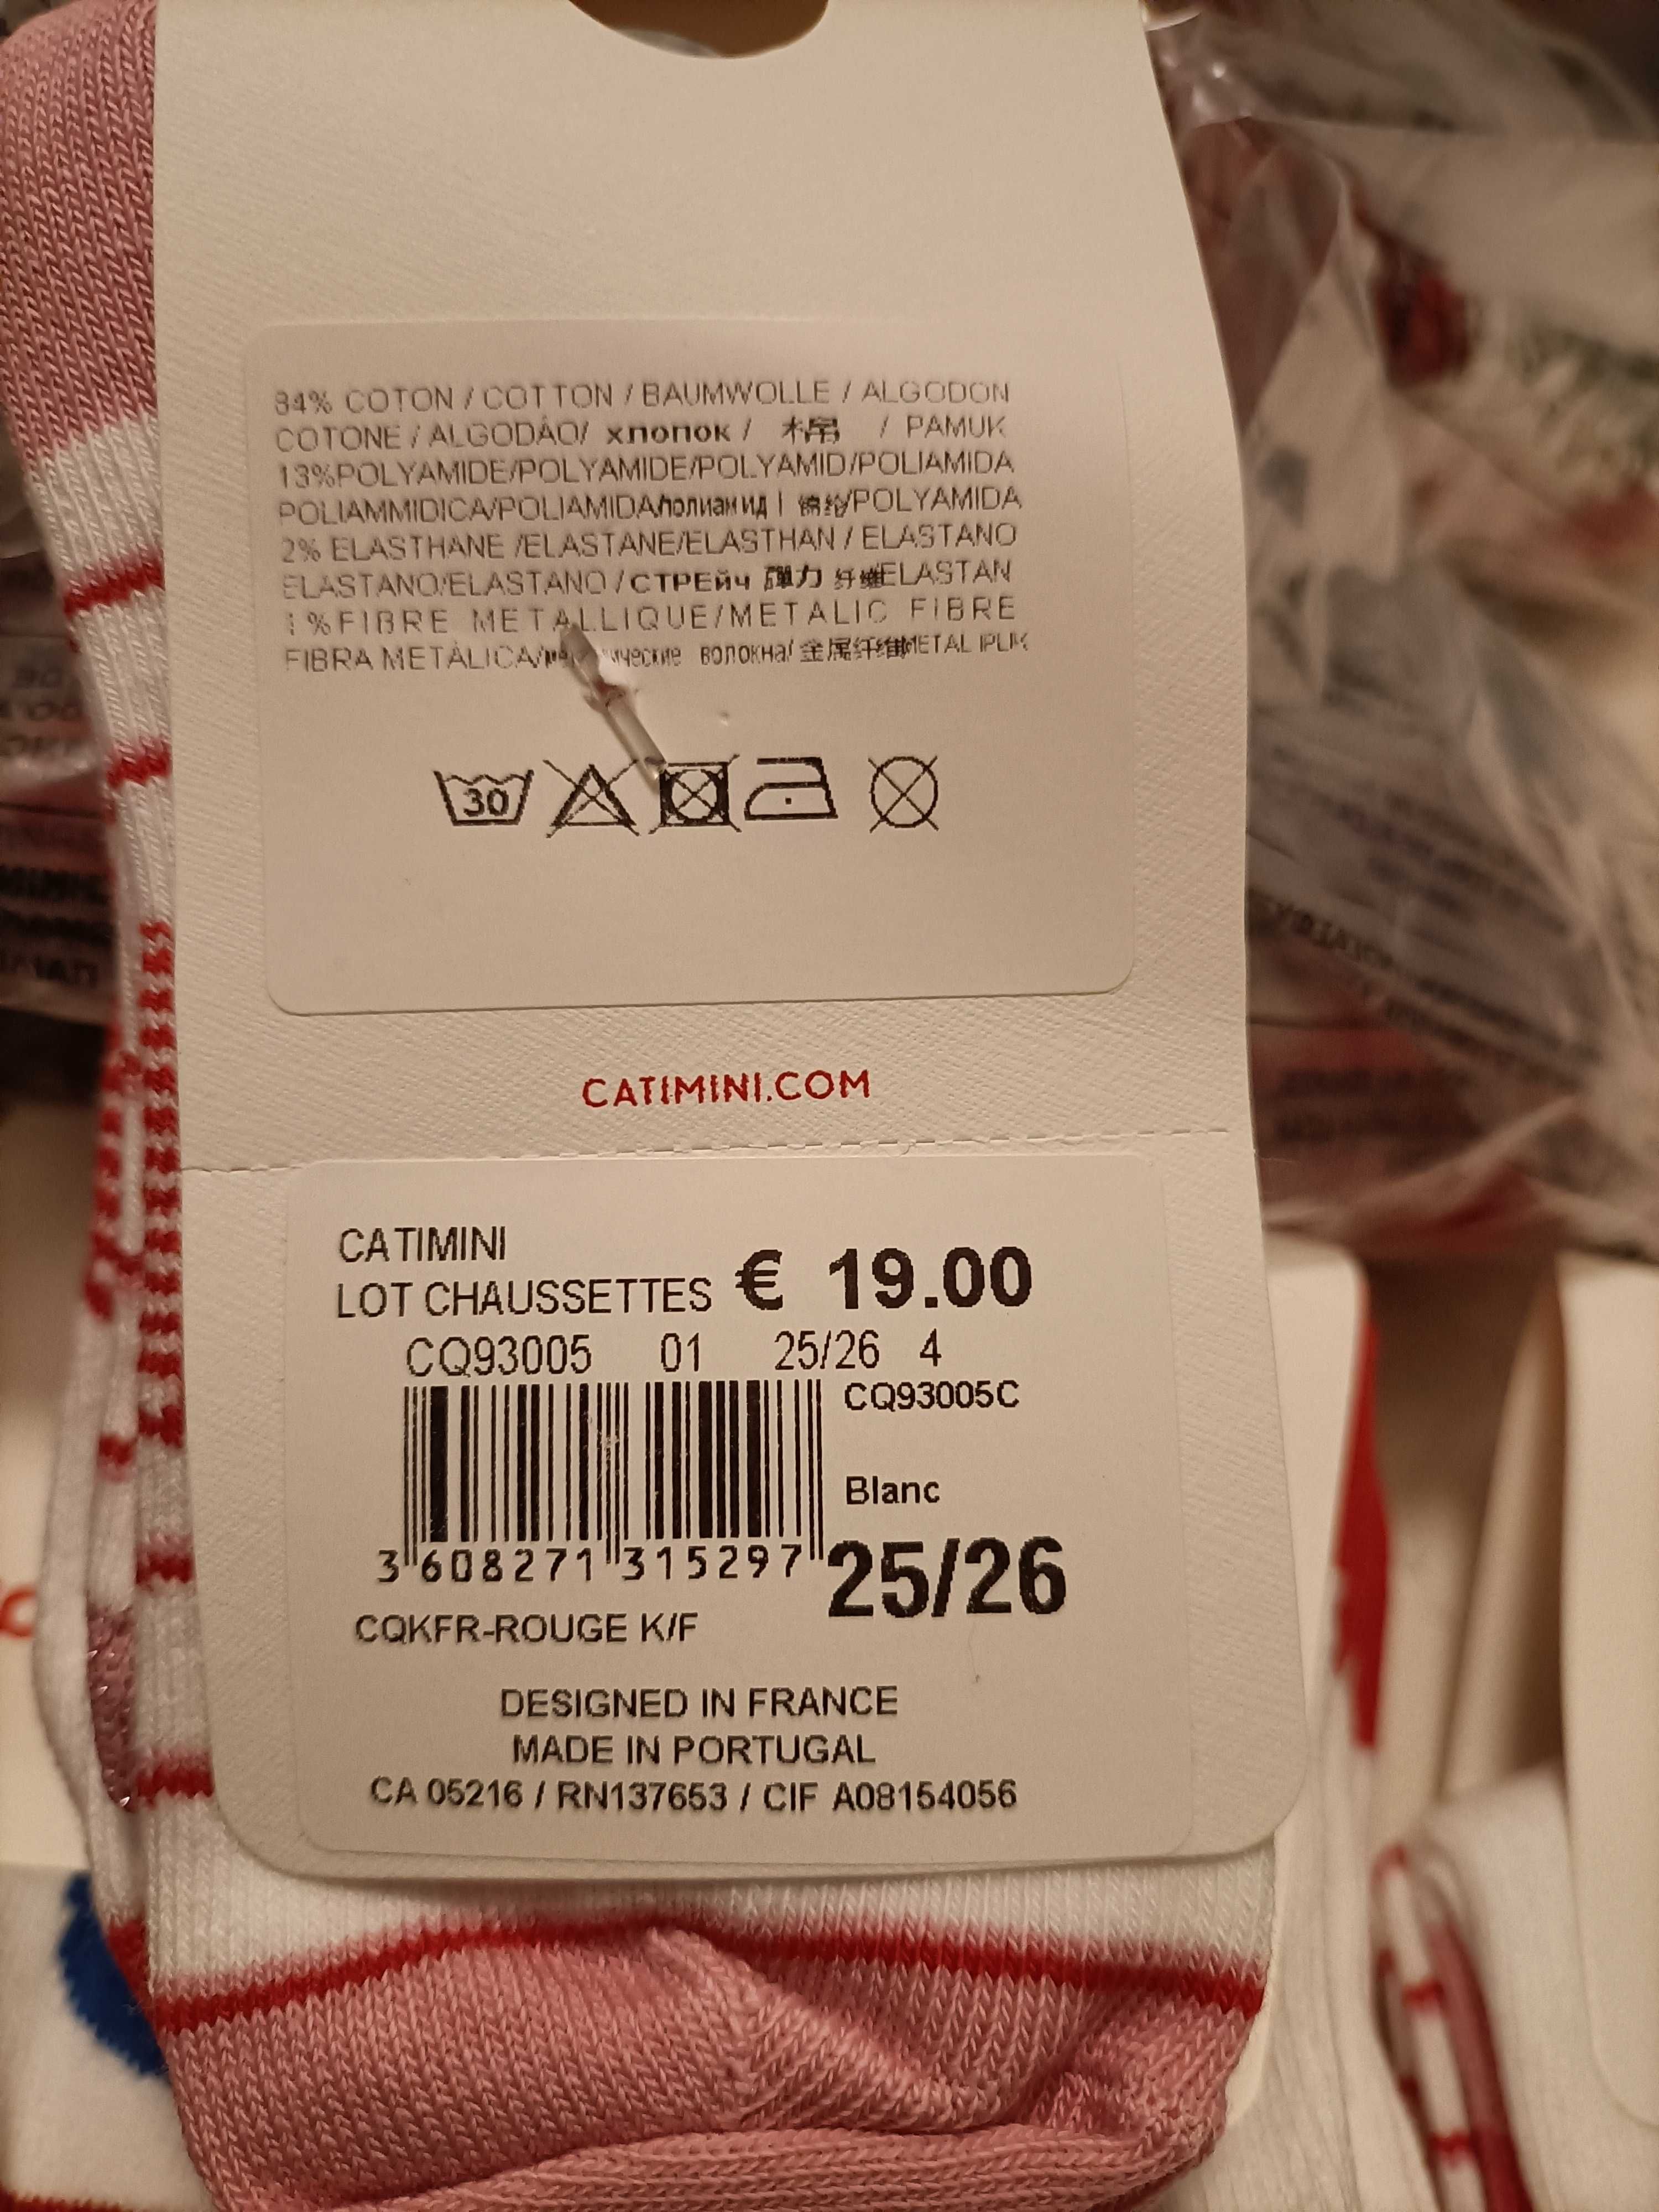 84% COTON / COTTON / BAUMWOLLE / ALGODON
COTONE / ALGODÃO/ хлопок / 棉 / PAMUK
13%POLYAMIDE/POLYAMIDE/POLYAMID/POLIAMIDA
POLIAMMIDICA/POLIAMIDA/полиамид | 锦纶/POLYAMIDA
2% ELASTHANE /ELASTANE/ELASTHAN / ELASTANO
ELASTANO/ELASTANO / СТРЕЙЧ 彈力 纤维ELASTAN
1%FIBRE METALLIQUE/METALIC FIBRE
FIBRA METÁLICA/ волокна/ 金属纤维METAL IPLIK
30
CATIMINI.COM
CATIMINI
LOT CHAUSSETTES € 19.00
CQ93005 01 25/26 4
CQ93005C
Blanc
3 608271 315297
25/26
CQKFR-ROUGE K/F
DESIGNED IN FRANCE
MADE IN PORTUGAL
CA 05216 / RN137653 / CIF A08154056